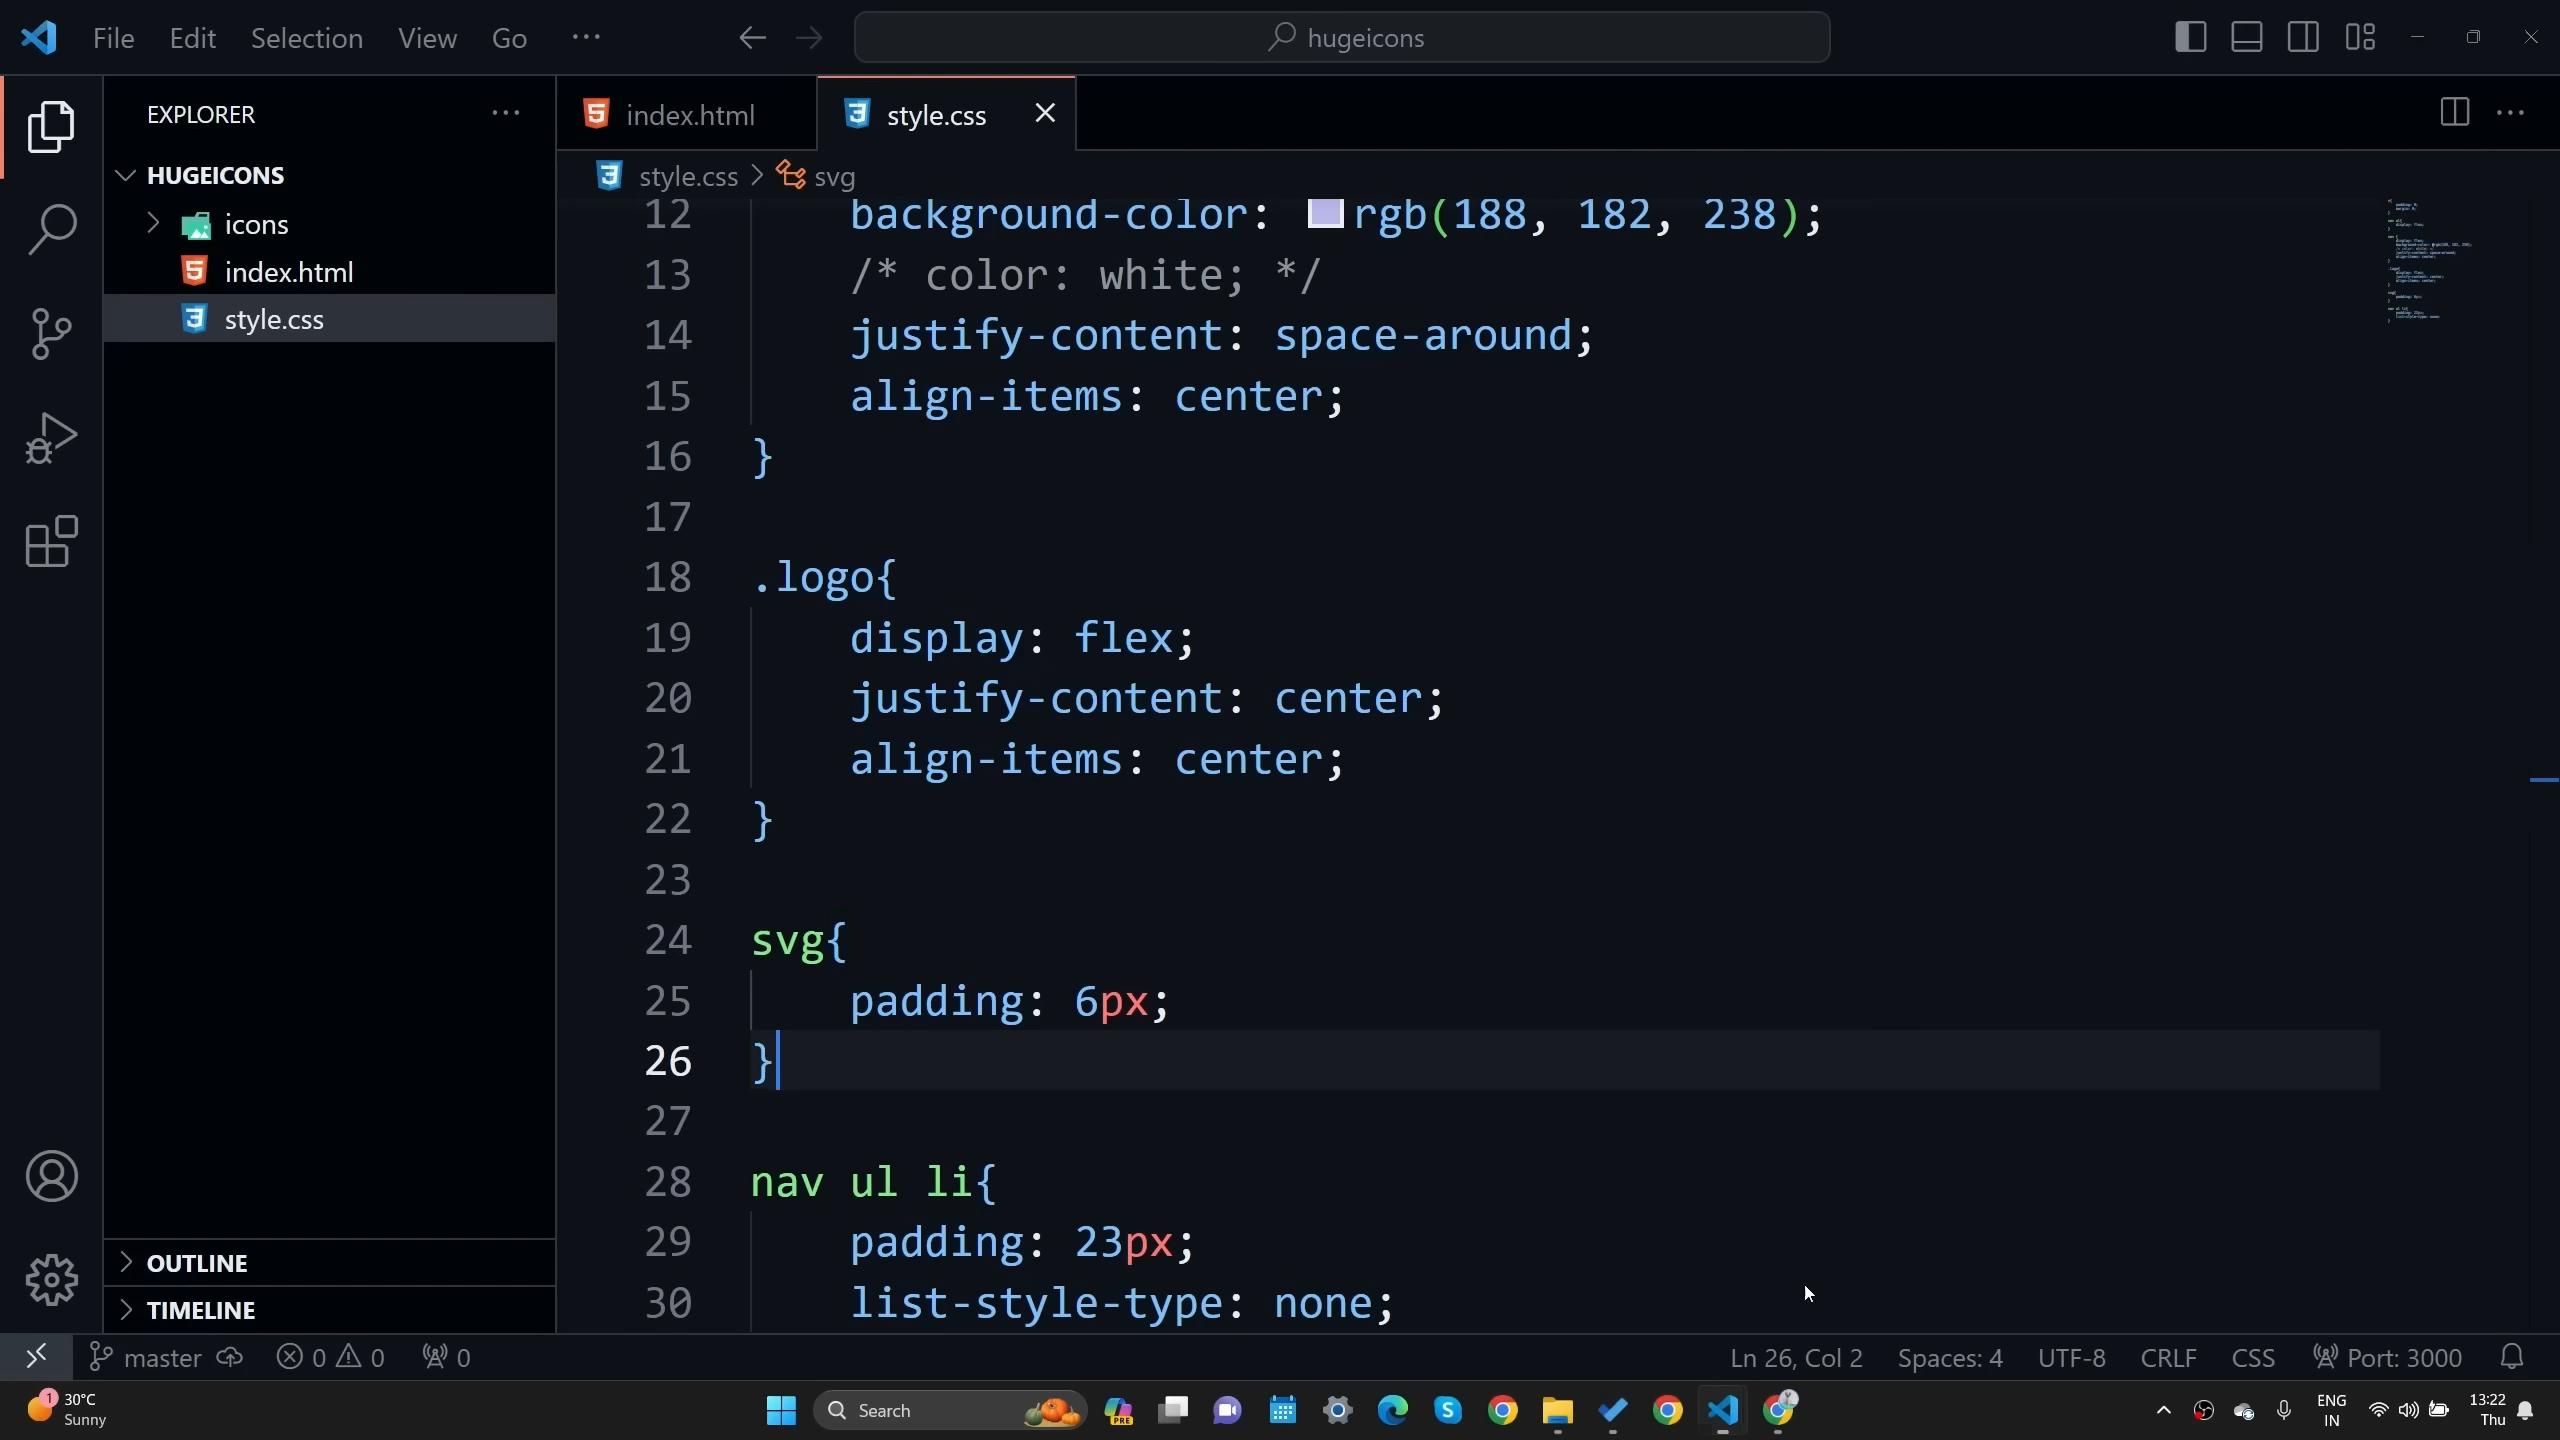 File Edit Selection View Go ···
hugeicons
EXPLORER
HUGEICONS
icons
index.html
style.css
OUTLINE
TIMELINE
index.html style.css
style.css > svg
12 background-color: rgb(188, 182, 238);
13 /* color: white; */
14 justify-content: space-around;
15 align-items: center;
16 }
17
18 .logo{
19 display: flex;
20 justify-content: center;
21 align-items: center;
22 }
23
24 svg{
25 padding: 6px;
26 }
27
28 nav ul li{
29 padding: 23px;
30 list-style-type: none;
master 0 0 0
Ln 26, Col 2 Spaces: 4 UTF-8 CRLF CSS Port: 3000
1 30°C
Sunny
Search
PRE
ENG
IN
13:22
Thu